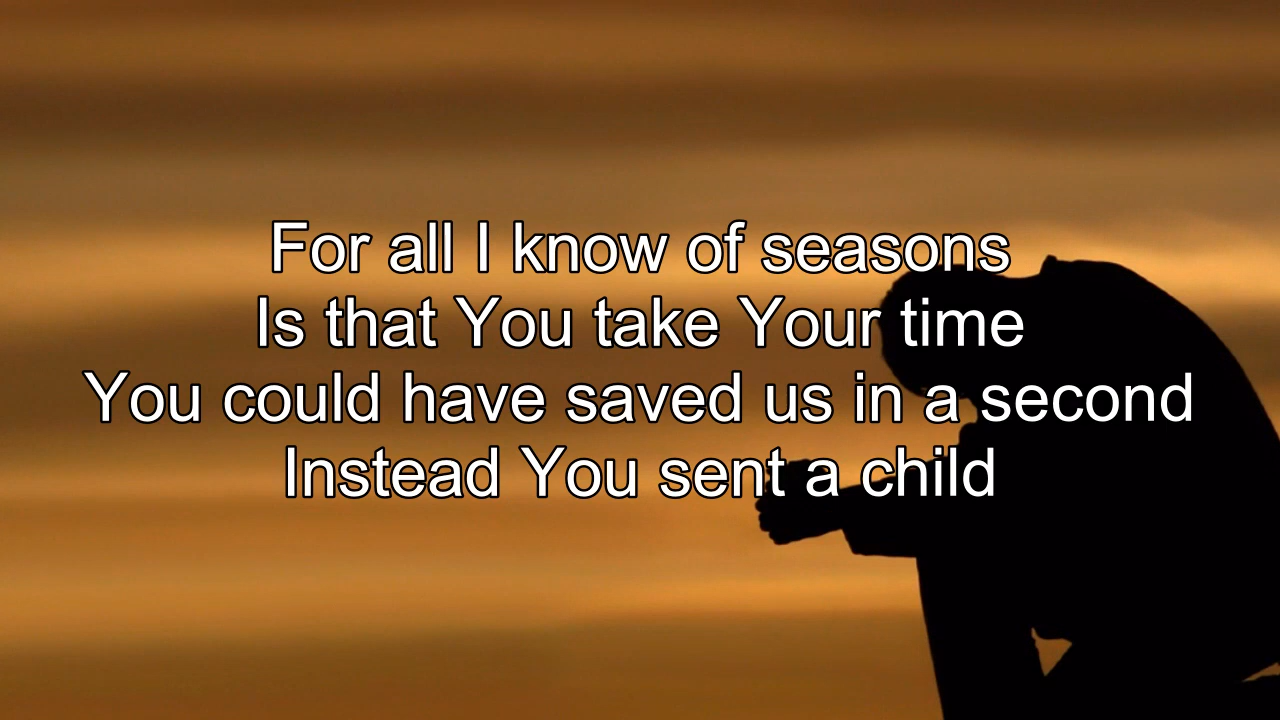 For all I know of seasons
Is that You take Your time
You could have saved us in a second
Instead You sent a child